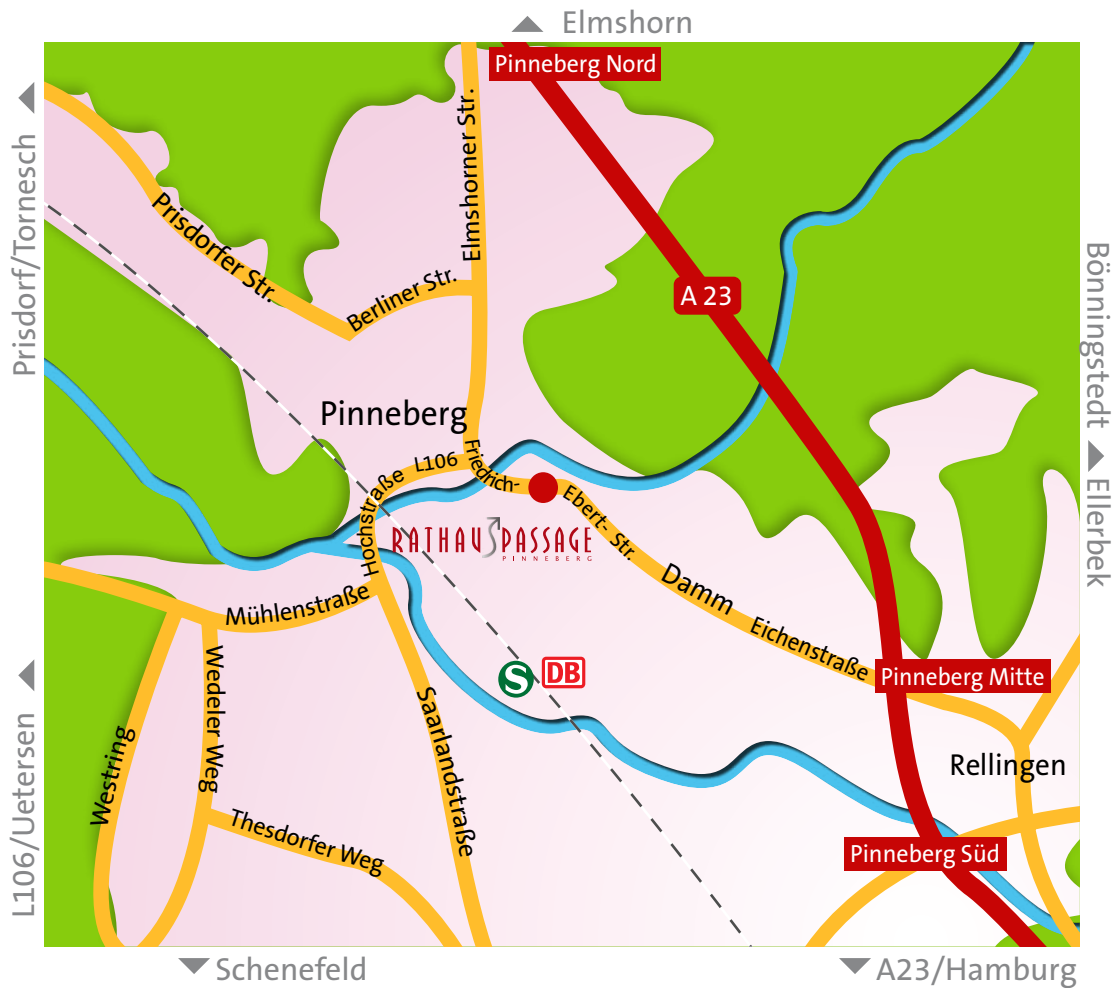 Elmshorn
Pinneberg Nord
Prisdorf/Tornesch
Elmshorner Str.
Prisdorfer Str.
Berliner Str.
A 23
Bönningstedt
Ellerbek
Pinneberg
L106
Friedrich-
Ebert- Str.
Hochstraße
RATHAUSPASSAGE
PINNEBERG
Damm
Mühlenstraße
Eichenstraße
Pinneberg Mitte
S
DB
Wedeler Weg
Saarlandstraße
Westring
L106/Uetersen
Rellingen
Thesdorfer Weg
Pinneberg Süd
Schenefeld
A23/Hamburg